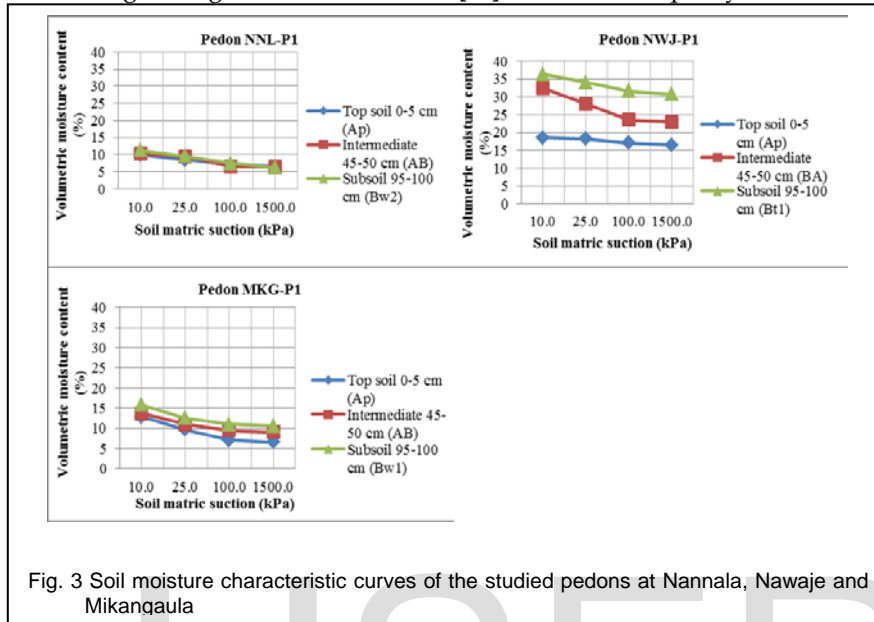 Pedon NNL-P1
Volumetric moisture content
(%)
40
35
30
25
20
15
10
5
0
10.0 25.0 100.0 1500.0
Soil matric suction (kPa)
Top soil 0-5 cm
(Ap)
Intermediate
45-50 cm (AB)
Subsoil 95-100
cm (Bw2)
Pedon NWJ-P1
Volumetric moisture content
(%)
40
35
30
25
20
15
10
5
0
10.0 25.0 100.0 1500.0
Soil matric suction (kPa)
Top soil 0-5
cm (Ap)
Intermediate
45-50 cm (BA)
Subsoil 95-100
cm (Bt1)
Pedon MKG-P1
Volumetric moisture content
(%)
40
35
30
25
20
15
10
5
0
10.0 25.0 100.0 1500.0
Soil matric suction (kPa)
Top soil 0-5 cm
(Ap)
Intermediate 45-
50 cm (AB)
Subsoil 95-100
cm (Bw1)
Fig. 3 Soil moisture characteristic curves of the studied pedons at Nannala, Nawaje and
Mikangaula